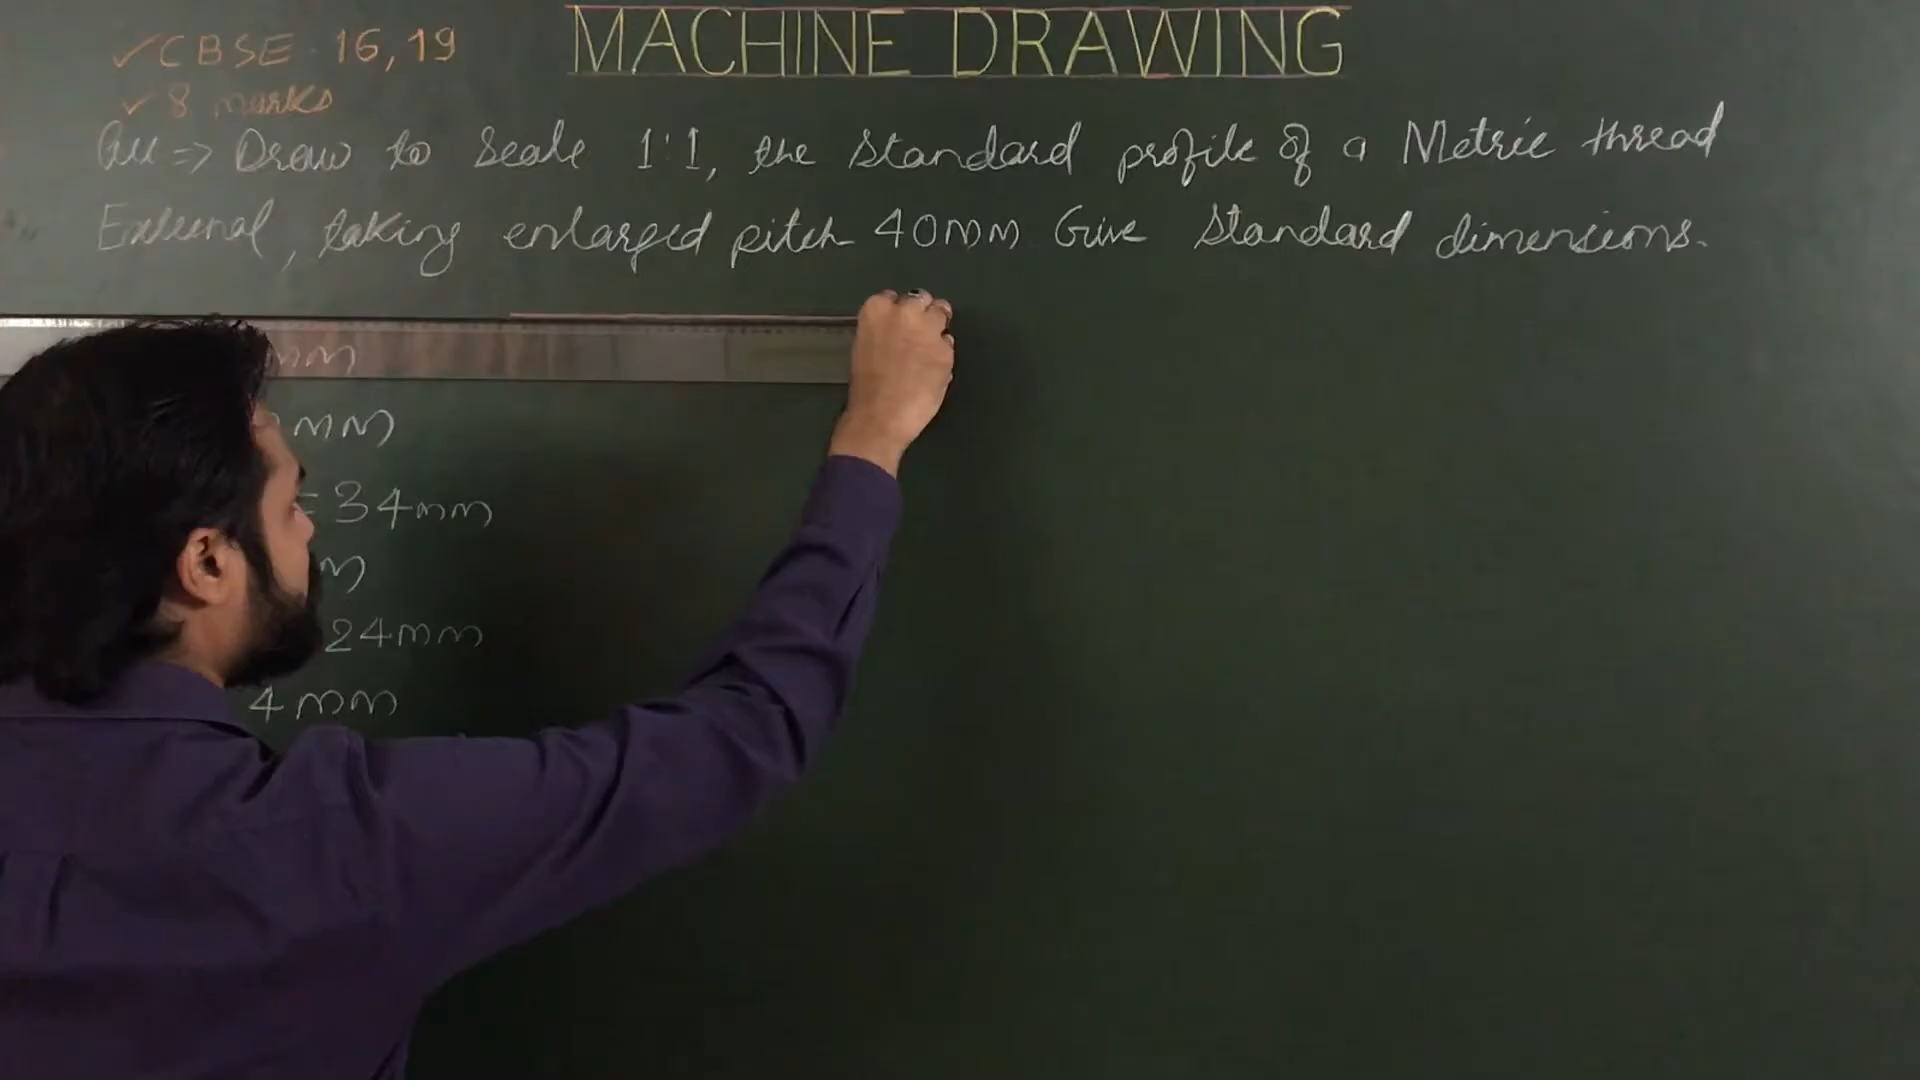 MACHINE DRAWING
✓CBSE - 16, 19
✓8 marks
Qu => Draw to Scale 1:1, the standard profile of a Metric thread
External, taking enlarged pitch 40mm Give Standard dimensions.
mm
mm
= 34mm
24mm
4mm